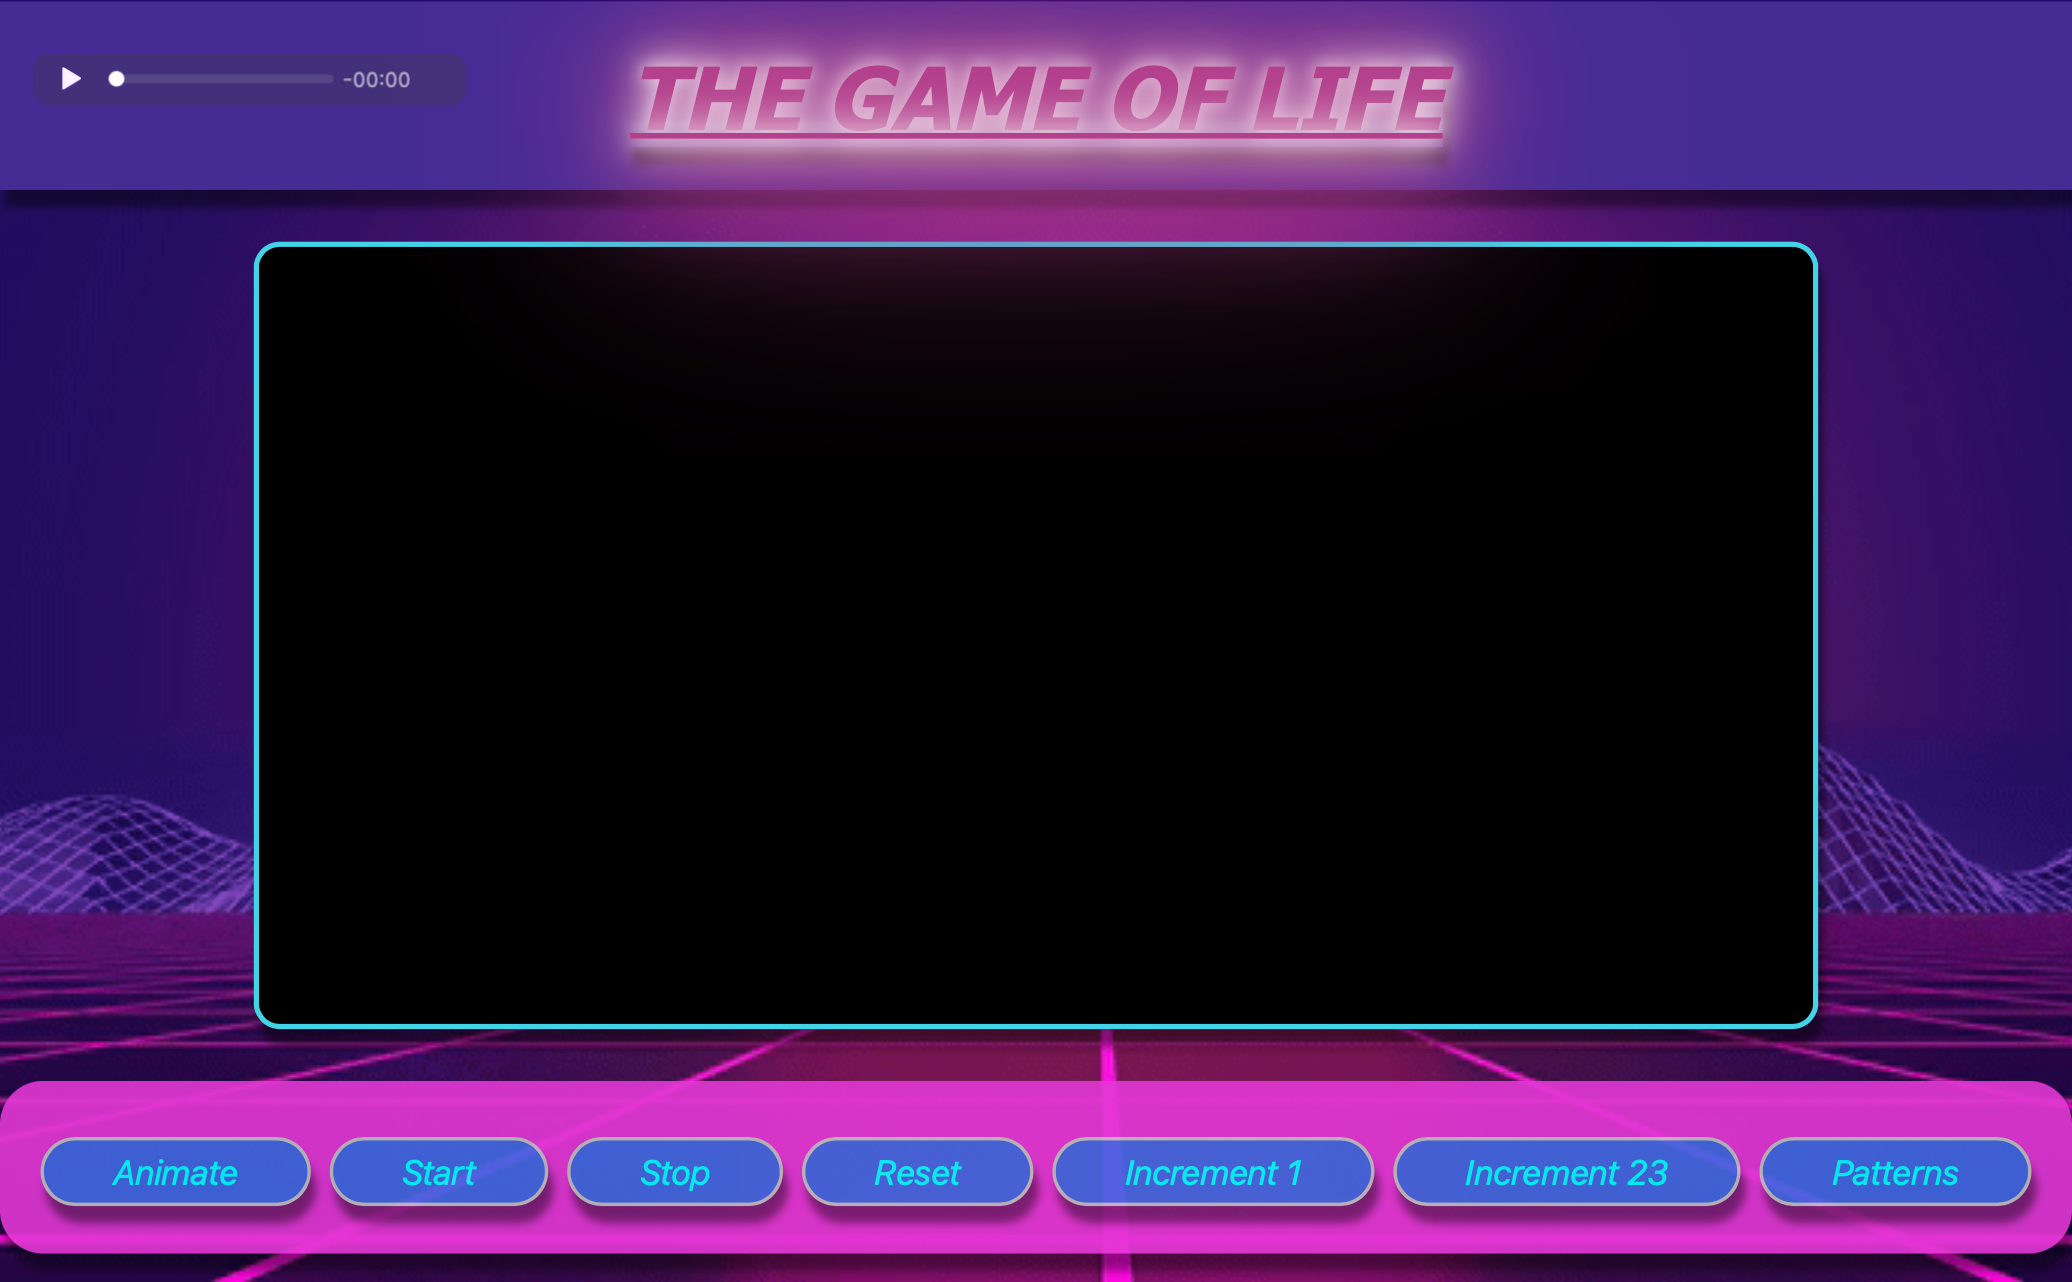 -00:00
THE GAME OF LIFE
Animate
Start
Stop
Reset
Increment 1
Increment 23
Patterns